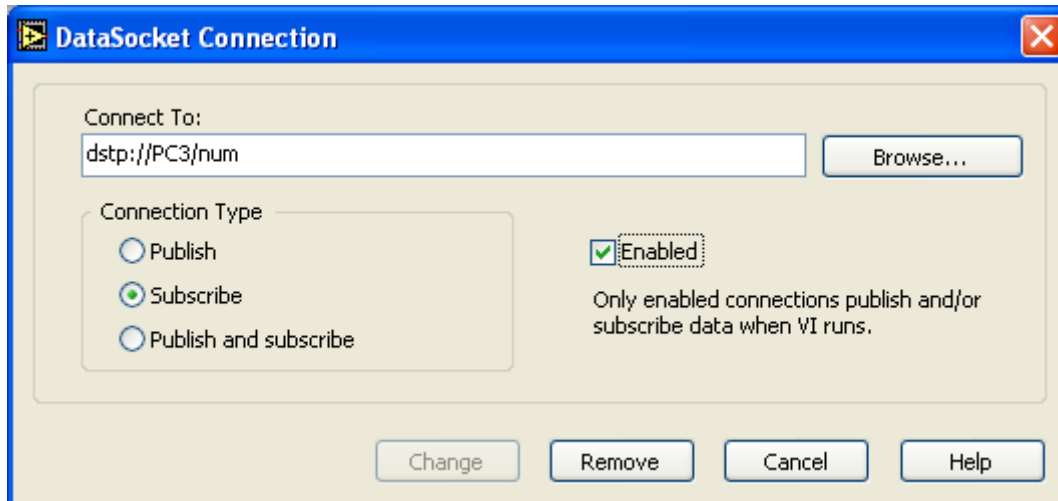 DataSocket Connection
Connect To:
dstp://PC3/num
Browse...
Connection Type
Publish
Subscribe
Publish and subscribe
Enabled
Only enabled connections publish and/or
subscribe data when VI runs.
Change
Remove
Cancel
Help